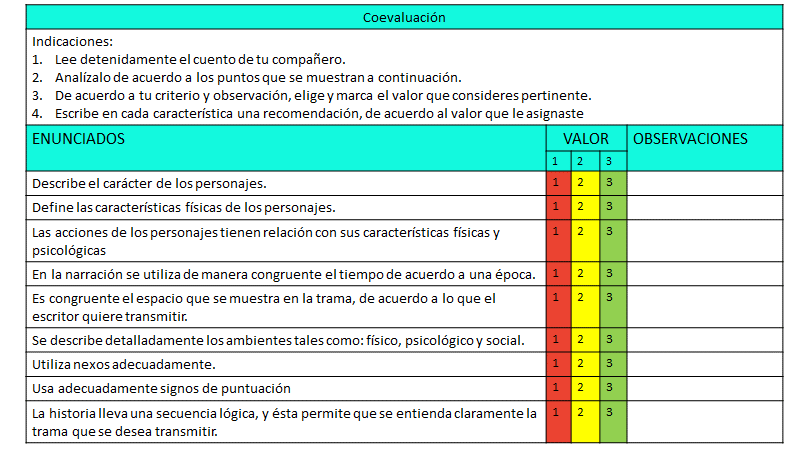 Coevaluación
Indicaciones:
1. Lee detenidamente el cuento de tu compañero.
2. Analízalo de acuerdo a los puntos que se muestran a continuación.
3. De acuerdo a tu criterio y observación, elige y marca el valor que consideres pertinente.
4. Escribe en cada característica una recomendación, de acuerdo al valor que le asignaste
ENUNCIADOS VALOR OBSERVACIONES
1 2 3
Describe el carácter de los personajes. 1 2 3
Define las características físicas de los personajes. 1 2 3
Las acciones de los personajes tienen relación con sus características físicas y 1 2 3
psicológicas
En la narración se utiliza de manera congruente el tiempo de acuerdo a una época. 1 2 3
Es congruente el espacio que se muestra en la trama, de acuerdo a lo que el 1 2 3
escritor quiere transmitir.
Se describe detalladamente los ambientes tales como: físico, psicológico y social. 1 2 3
Utiliza nexos adecuadamente. 1 2 3
Usa adecuadamente signos de puntuación 1 2 3
La historia lleva una secuencia lógica, y ésta permite que se entienda claramente la 1 2 3
trama que se desea transmitir.